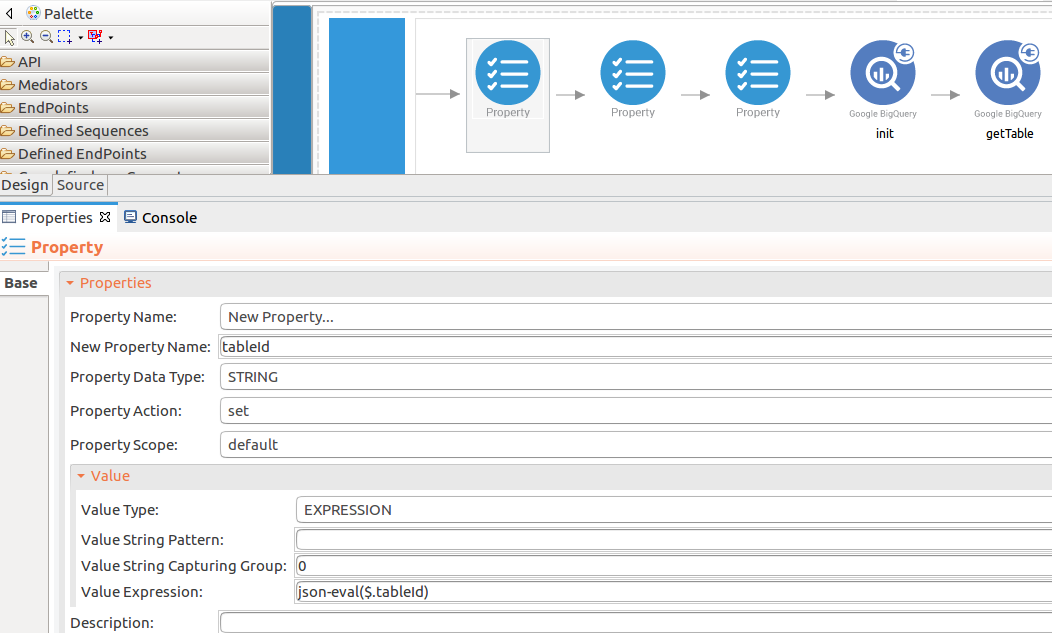 Palette
API
Mediators
EndPoints
Defined Sequences
Defined EndPoints
Property
Property
Property
Google BigQuery
init
Google BigQuery
getTable
Design
Source
Properties
Console
Property
Base
Properties
Property Name: New Property...
New Property Name: tableId
Property Data Type: STRING
Property Action: set
Property Scope: default
Value
Value Type: EXPRESSION
Value String Pattern:
Value String Capturing Group: 0
Value Expression: json-eval($.tableId)
Description: